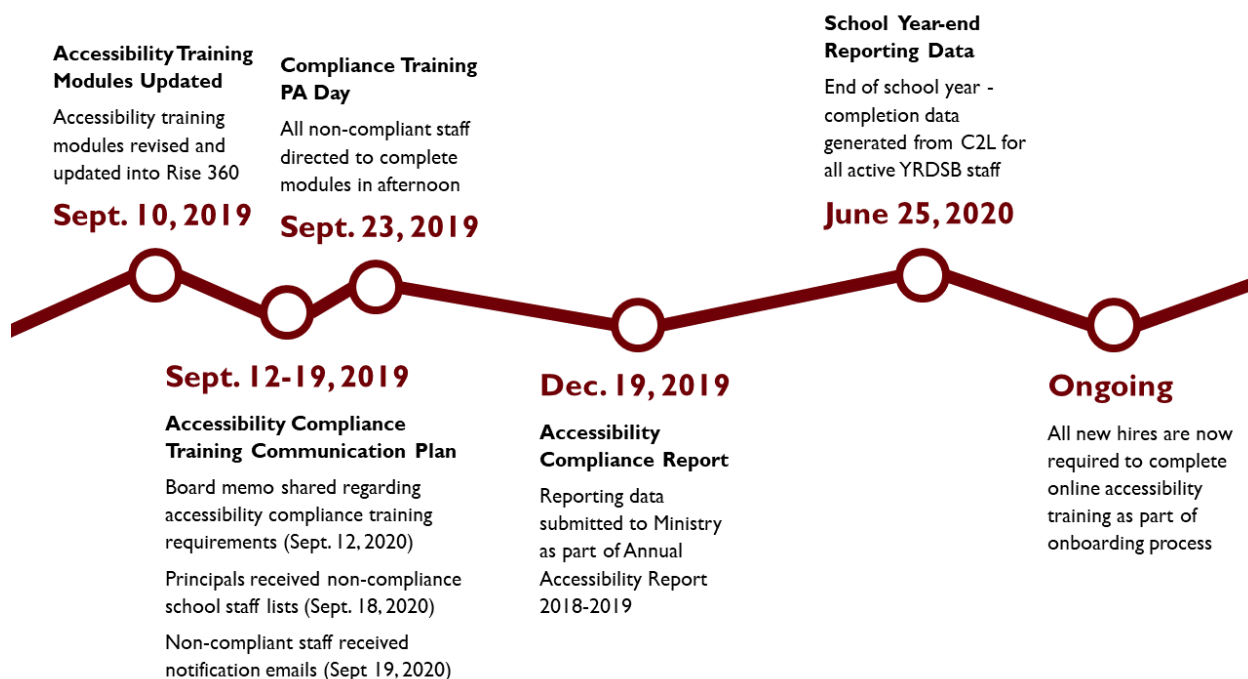 Accessibility Training
Modules Updated
Accessibility training
modules revised and
updated into Rise 360
Sept. 10, 2019
Sept. 12-19, 2019
Accessibility Compliance
Training Communication Plan
Board memo shared regarding
accessibility compliance training
requirements (Sept. 12, 2020)
Principals received non-compliance
school staff lists (Sept. 18, 2020)
Non-compliant staff received
notification emails (Sept 19, 2020)
Compliance Training
PA Day
All non-compliant staff
directed to complete
modules in afternoon
Sept. 23, 2019
Dec. 19, 2019
Accessibility
Compliance Report
Reporting data
submitted to Ministry
as part of Annual
Accessibility Report
2018-2019
School Year-end
Reporting Data
End of school year -
completion data
generated from C2L for
all active YRDSB staff
June 25, 2020
Ongoing
All new hires are now
required to complete
online accessibility
training as part of
onboarding process